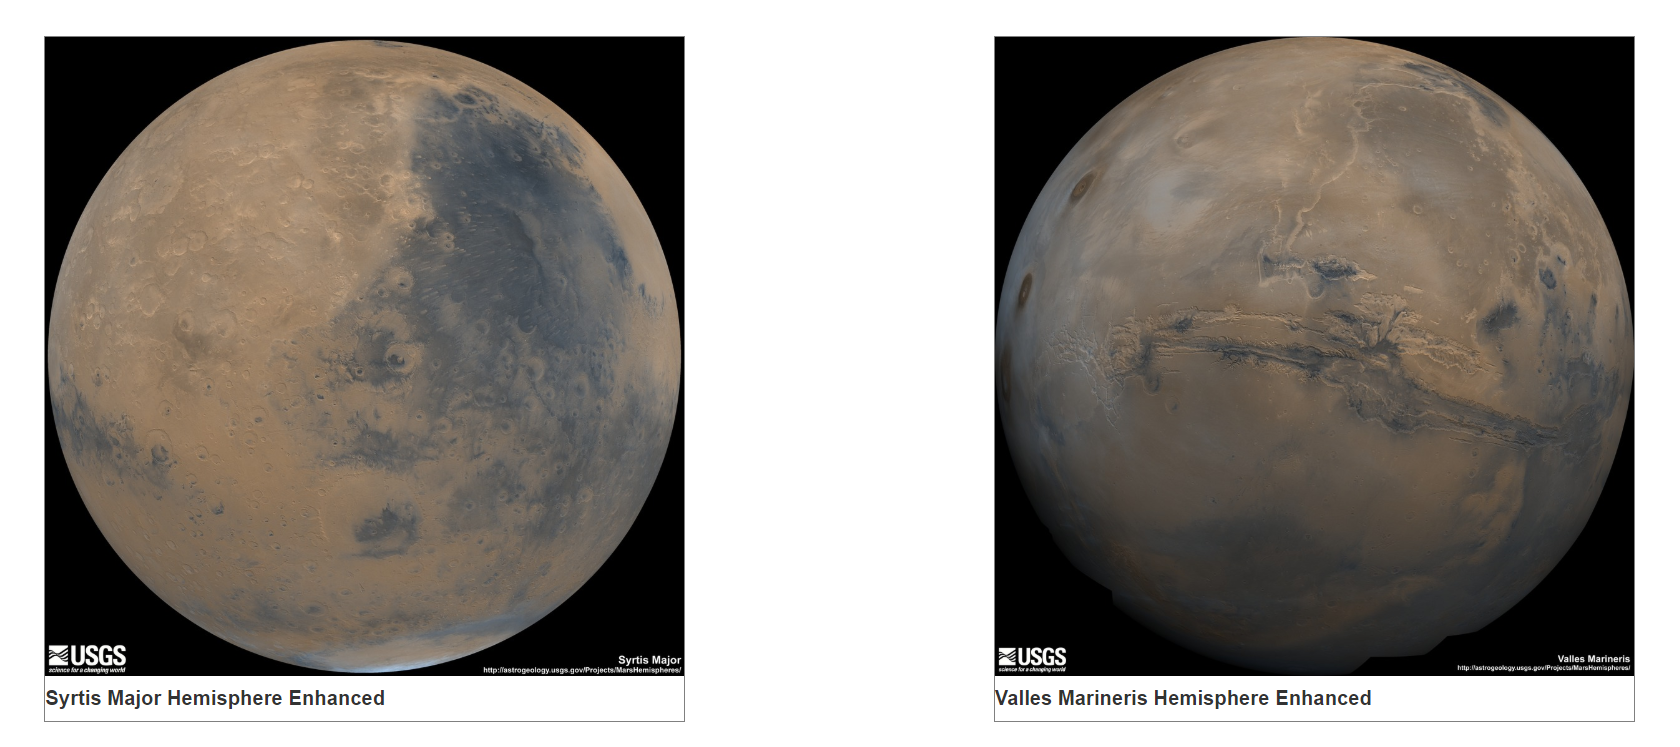 USGS
science for a changing world
Syrtis Major
http://astrogeology.usgs.gov/Projects/MarsHemispheres/
Syrtis Major Hemisphere Enhanced
USGS
science for a changing world
Valles Marineris
http://astrogeology.usgs.gov/Projects/MarsHemispheres/
Valles Marineris Hemisphere Enhanced